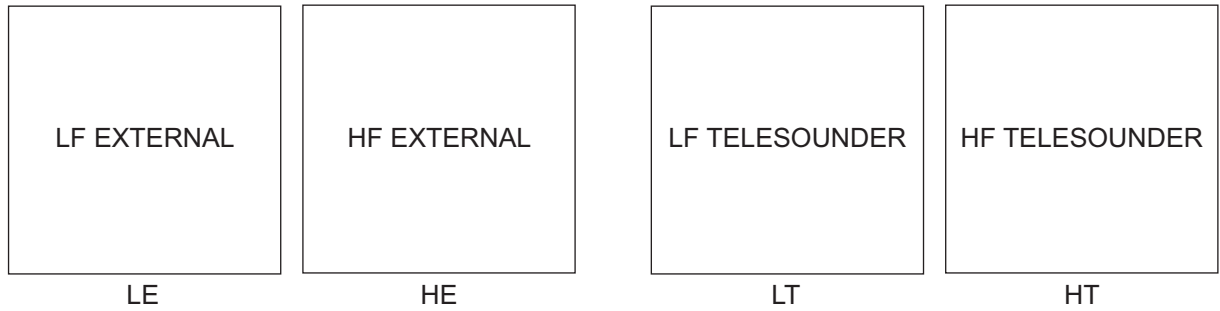 LF EXTERNAL
HF EXTERNAL
LF TELESOUNDER
HF TELESOUNDER
LE
HE
LT
HT